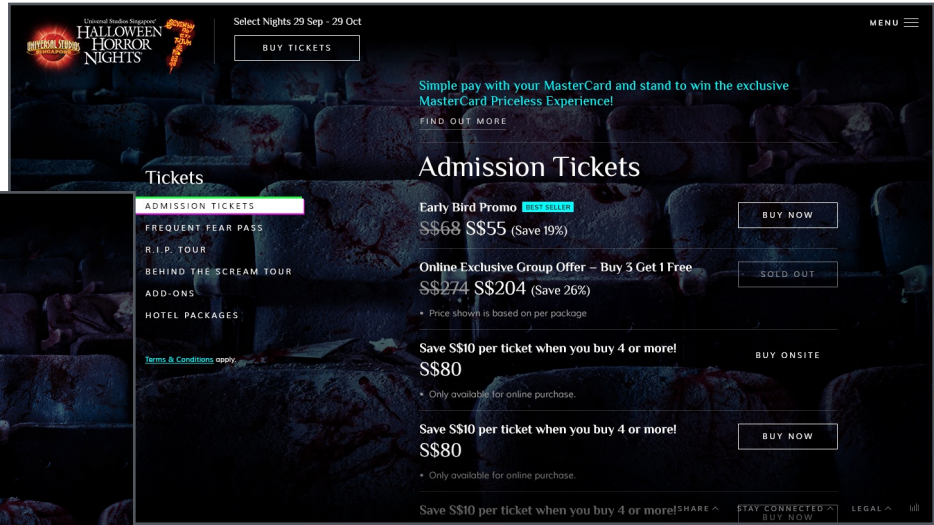 Universal Studios Singapore®
UNIVERSAL STUDIOS
SINGAPORE
HALLOWEEN
HORROR
NIGHTS®
7
Select Nights 29 Sep - 29 Oct
BUY TICKETS
MENU
Simple pay with your MasterCard and stand to win the exclusive
MasterCard Priceless Experience!
FIND OUT MORE
Tickets
ADMISSION TICKETS
FREQUENT FEAR PASS
R.I.P. TOUR
BEHIND THE SCREAM TOUR
ADD-ONS
HOTEL PACKAGES
Terms & Conditions apply.
Admission Tickets
Early Bird Promo BEST SELLER
S$68 S$55 (Save 19%)
BUY NOW
Online Exclusive Group Offer – Buy 3 Get 1 Free
S$274 S$204 (Save 26%)
SOLD OUT
• Price shown is based on per package
Save S$10 per ticket when you buy 4 or more!
S$80
BUY ONSITE
• Only available for online purchase.
Save S$10 per ticket when you buy 4 or more!
S$80
BUY NOW
• Only available for online purchase.
Save S$10 per ticket when you buy 4 or more!
SHARE
STAY CONNECTED
LEGAL
BUY NOW